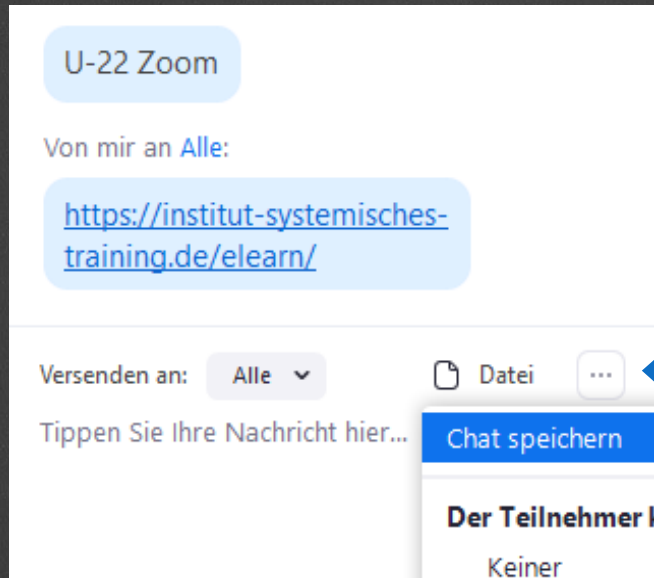 U-22 Zoom
Von mir an Alle:
https://institut-systemisches-
training.de/elearn/
Versenden an: Alle Datei ...
Tippen Sie Ihre Nachricht hier...
Chat speichern
Der Teilnehmer
Keiner